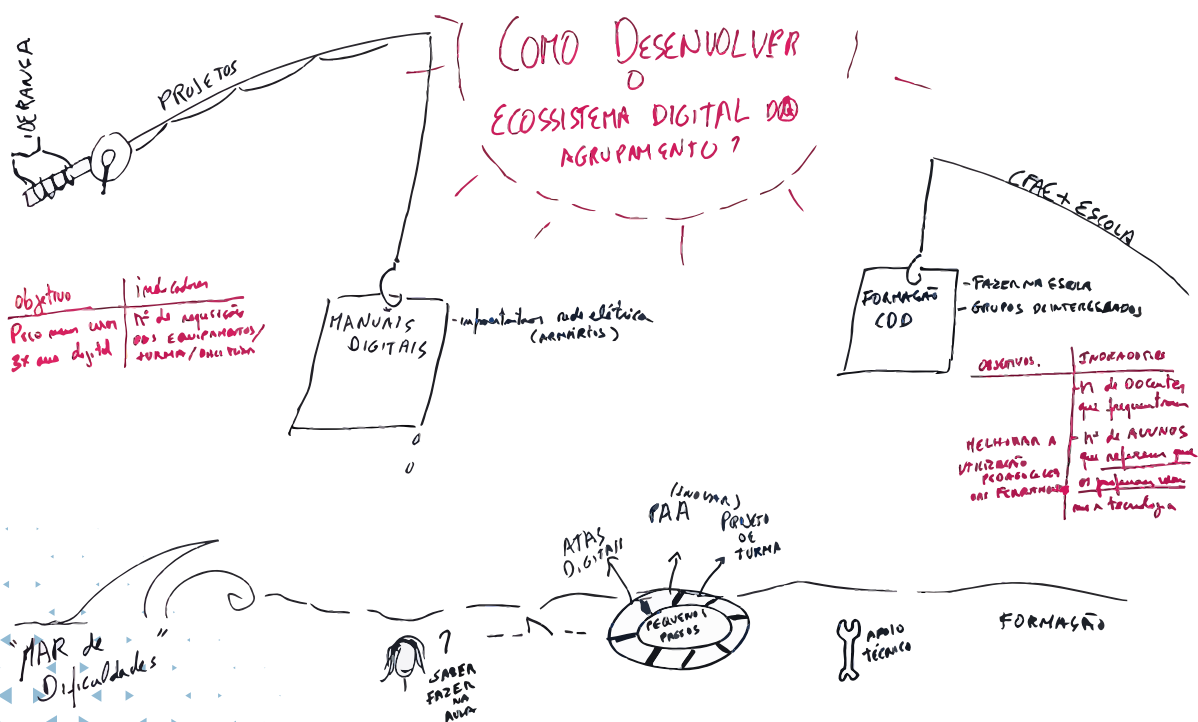 COMO DESENVOLVER
O
ECOSSISTEMA DIGITAL DO
AGRUPAMENTO?
LIDERANÇA
PROJETOS
MANUAIS
DIGITAIS
rede elétrica
(ARMÁRIOS)
Objetivo
indicadores
3x ano digital
Nº de requisição
DOS EQUIPAMENTOS/
TURMA/DISCIPLINA
CFAE + ESCOLA
FORMAÇÃO
CDD
- FAZER NA ESCOLA
- GRUPOS DE INTERESSADOS
OBJETIVOS.
INDICADORES
MELHORAR A
UTILIZAÇÃO
PEDAGÓGICA
DAS FERRAMENTAS
- nº de DOCENTES
que frequentaram
- Nº de ALUNOS
que referem que
os professores usam
a tecnologia
"MAR de
Dificuldades"
?
SABER
FAZER
NA
AULA
ATAS
DIGITAIS
(INOVAR)
PAA
PROJETO
DE
TURMA
PEQUENOS
PASSOS
APOIO
TÉCNICO
FORMAÇÃO